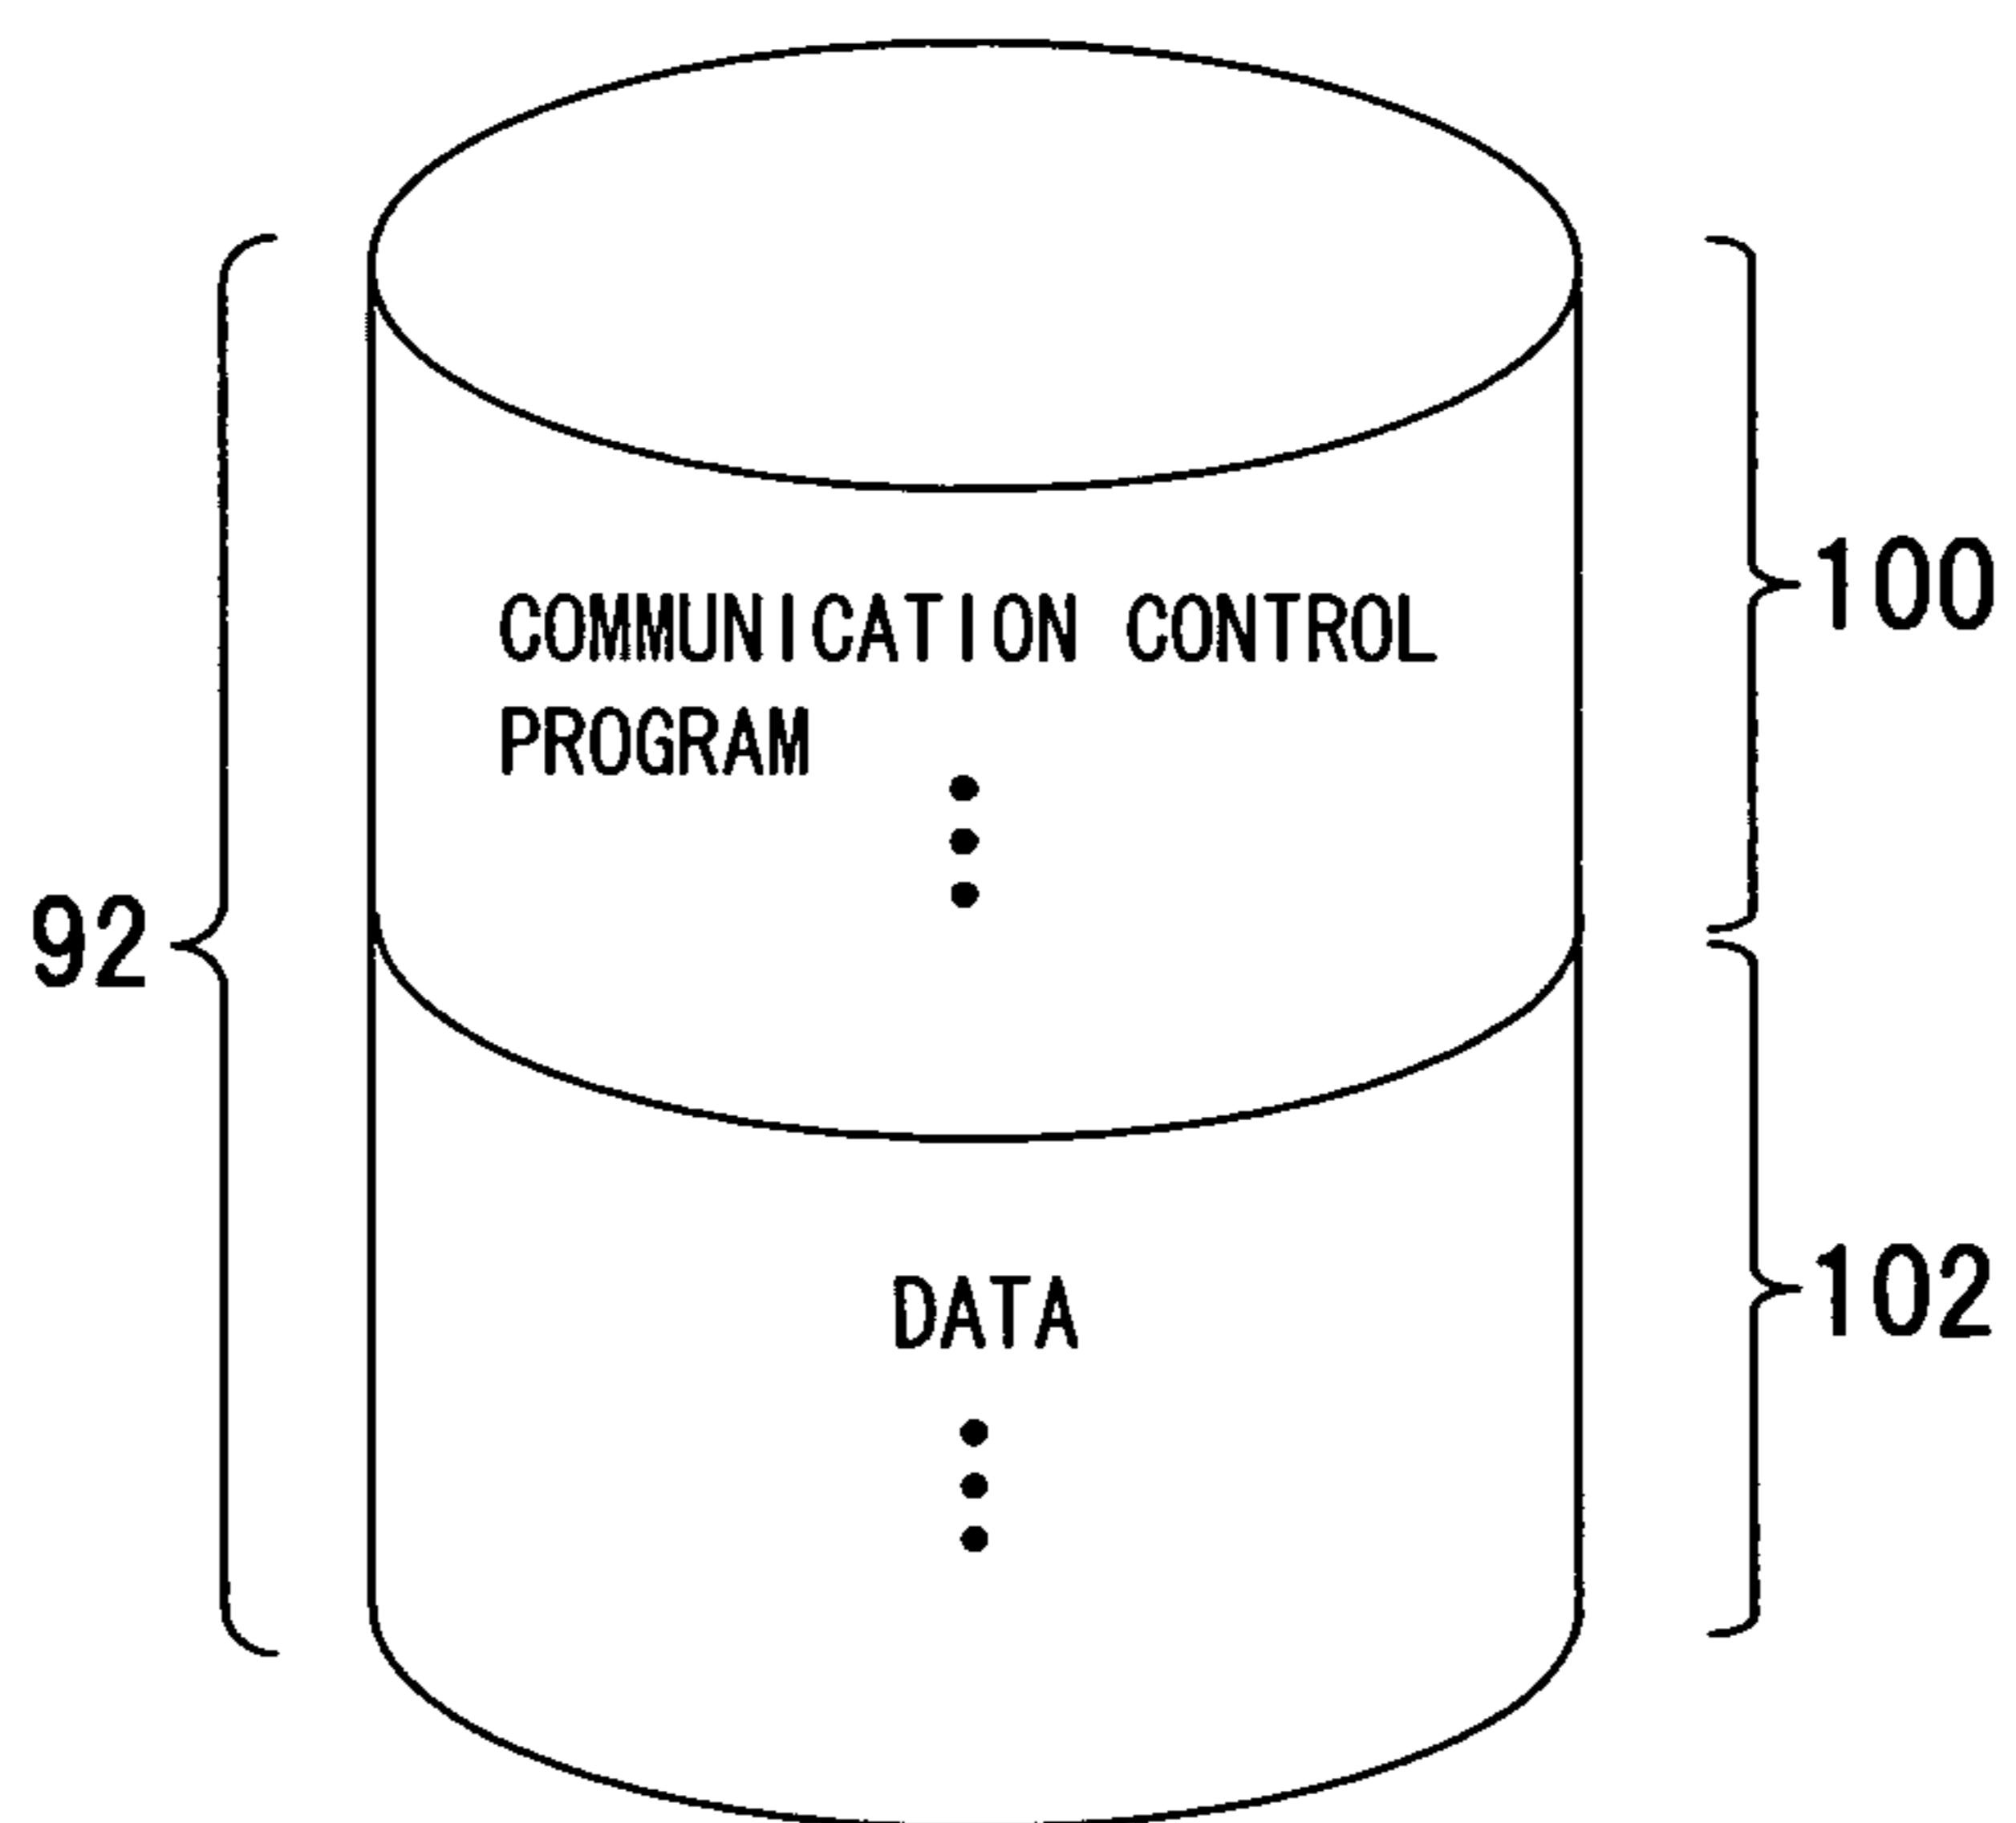 COMMUNICATION CONTROL
PROGRAM
100
92
DATA
102